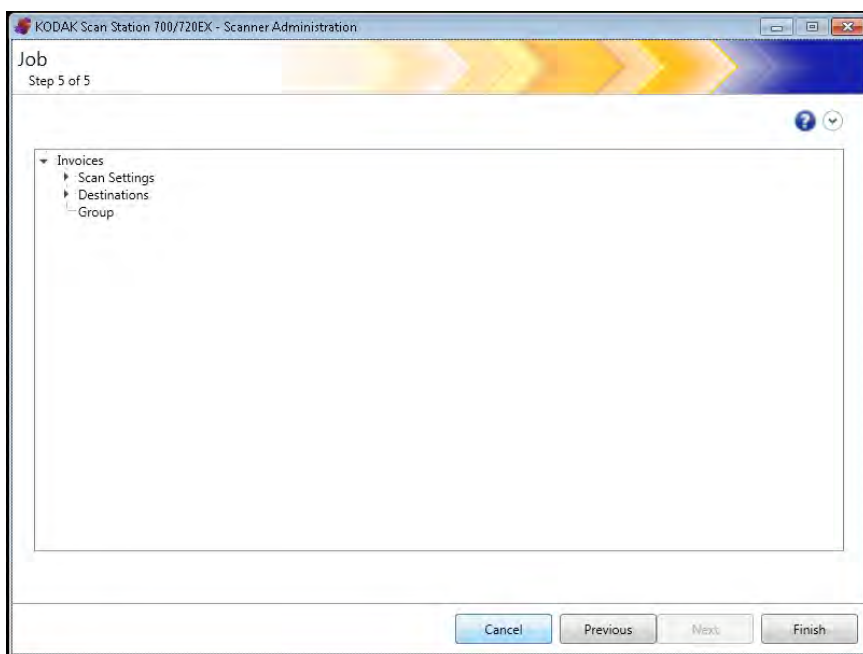 KODAK Scan Station 700/720EX - Scanner Administration
Job
Step 5 of 5
?
Invoices
Scan Settings
Destinations
Group
Cancel Previous Next Finish